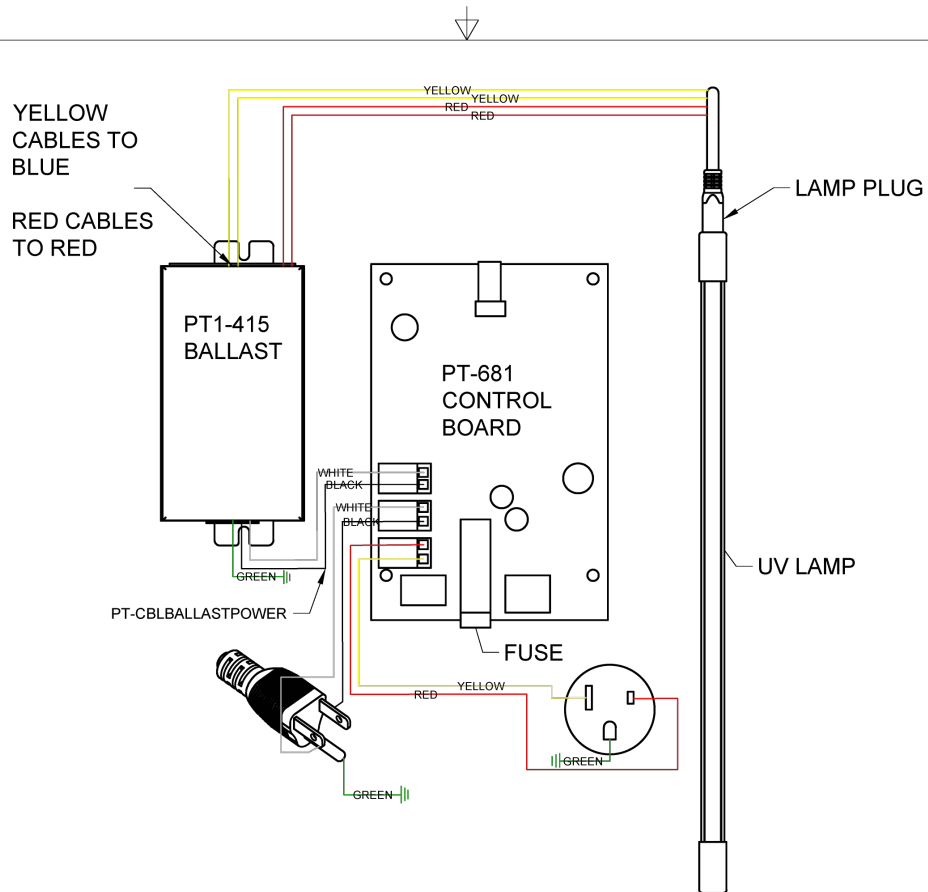 YELLOW
YELLOW
RED
RED
YELLOW
CABLES TO
BLUE
RED CABLES
TO RED
LAMP PLUG
PT1-415
BALLAST
PT-681
CONTROL
BOARD
WHITE
BLACK
WHITE
BLACK
GREEN
UV LAMP
PT-CBLBALLASTPOWER
FUSE
YELLOW
RED
GREEN
GREEN